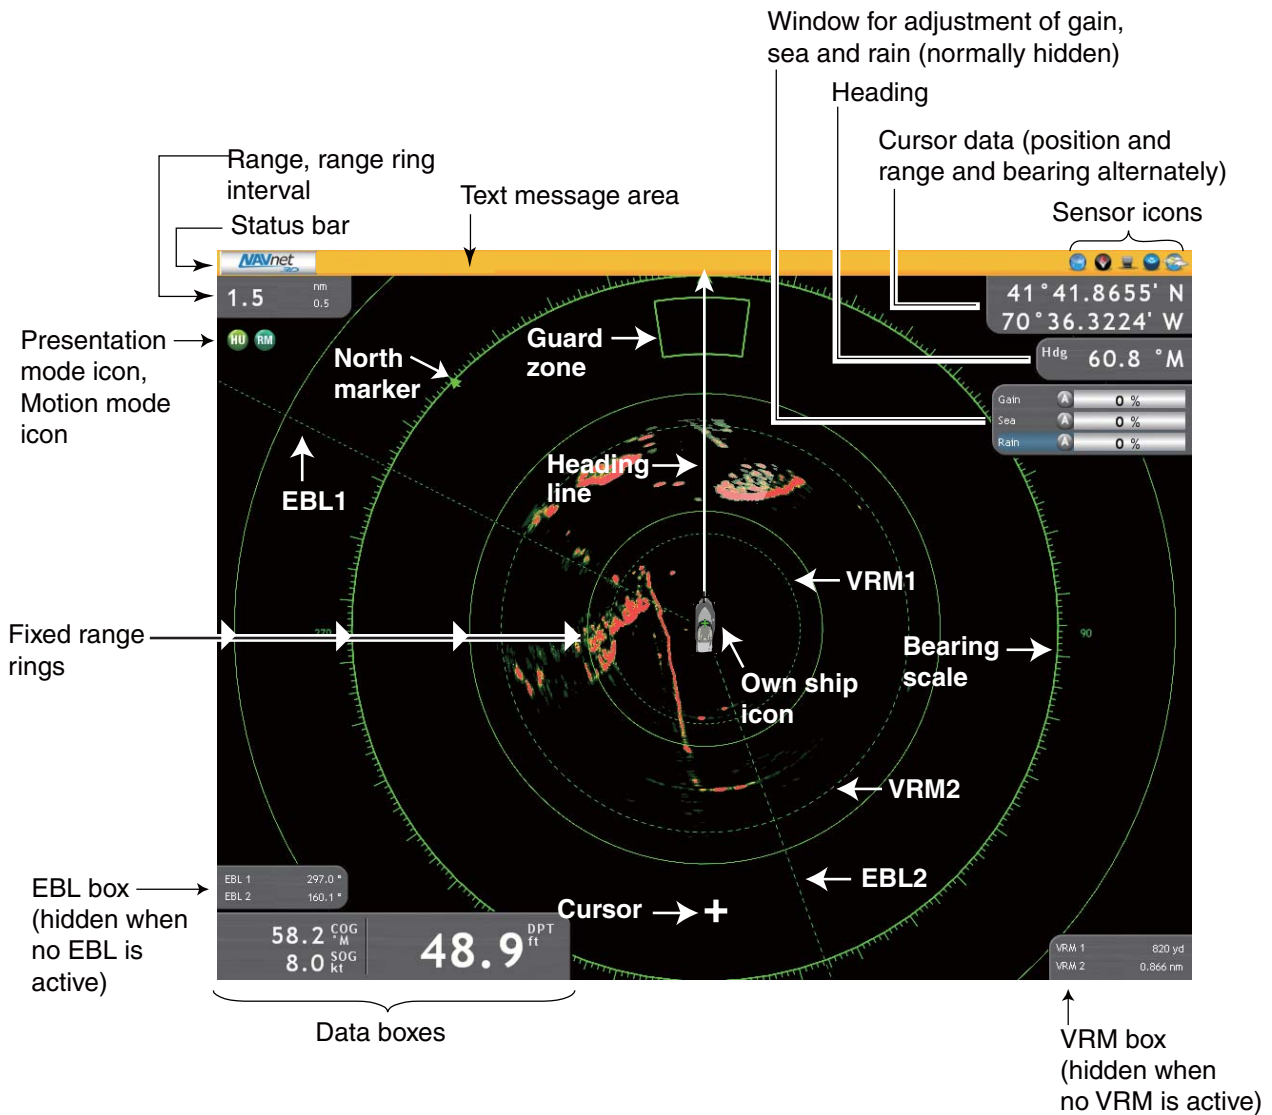 Window for adjustment of gain,
sea and rain (normally hidden)
Heading
Cursor data (position and
range and bearing alternately)
Sensor icons
Range, range ring
interval
Text message area
Status bar
NAVnet
3D
1.5
nm
0.5
41°41.8655' N
70°36.3224' W
Presentation
mode icon,
Motion mode
icon
HU
RM
North
marker
Guard
zone
Hdg
60.8 °M
Gain A 0 %
Sea A 0 %
Rain A 0 %
EBL1
Heading
line
VRM1
Fixed range
rings
270
90
Bearing
scale
Own ship
icon
VRM2
EBL2
EBL box
(hidden when
no EBL is
active)
EBL 1 297.0 °
EBL 2 160.1 °
Cursor
58.2 COG
°M
8.0 SOG
kt
48.9 DPT
ft
VRM 1 820 yd
VRM 2 0.866 nm
Data boxes
VRM box
(hidden when
no VRM is active)